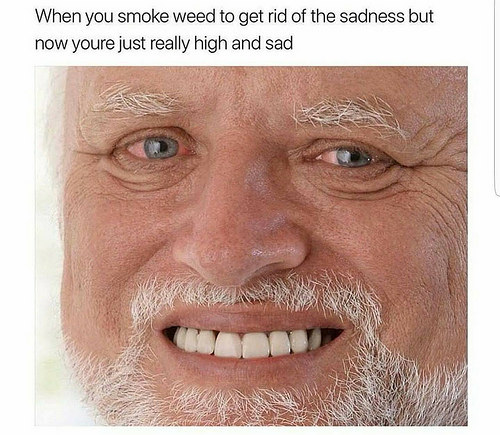 When you smoke weed to get rid of the sadness but
now youre just really high and sad